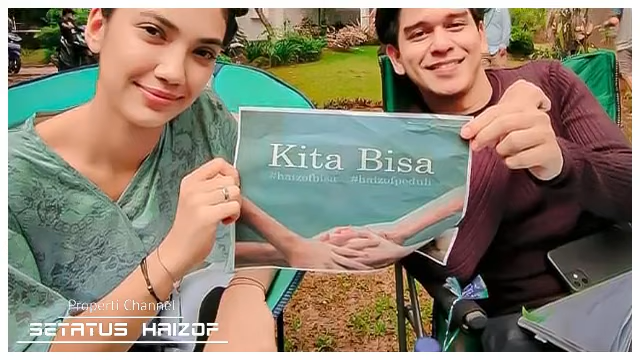 Kita Bisa
#haizofbisa #haizofpeduli
Properti Channel
SETATUS HAIZOF